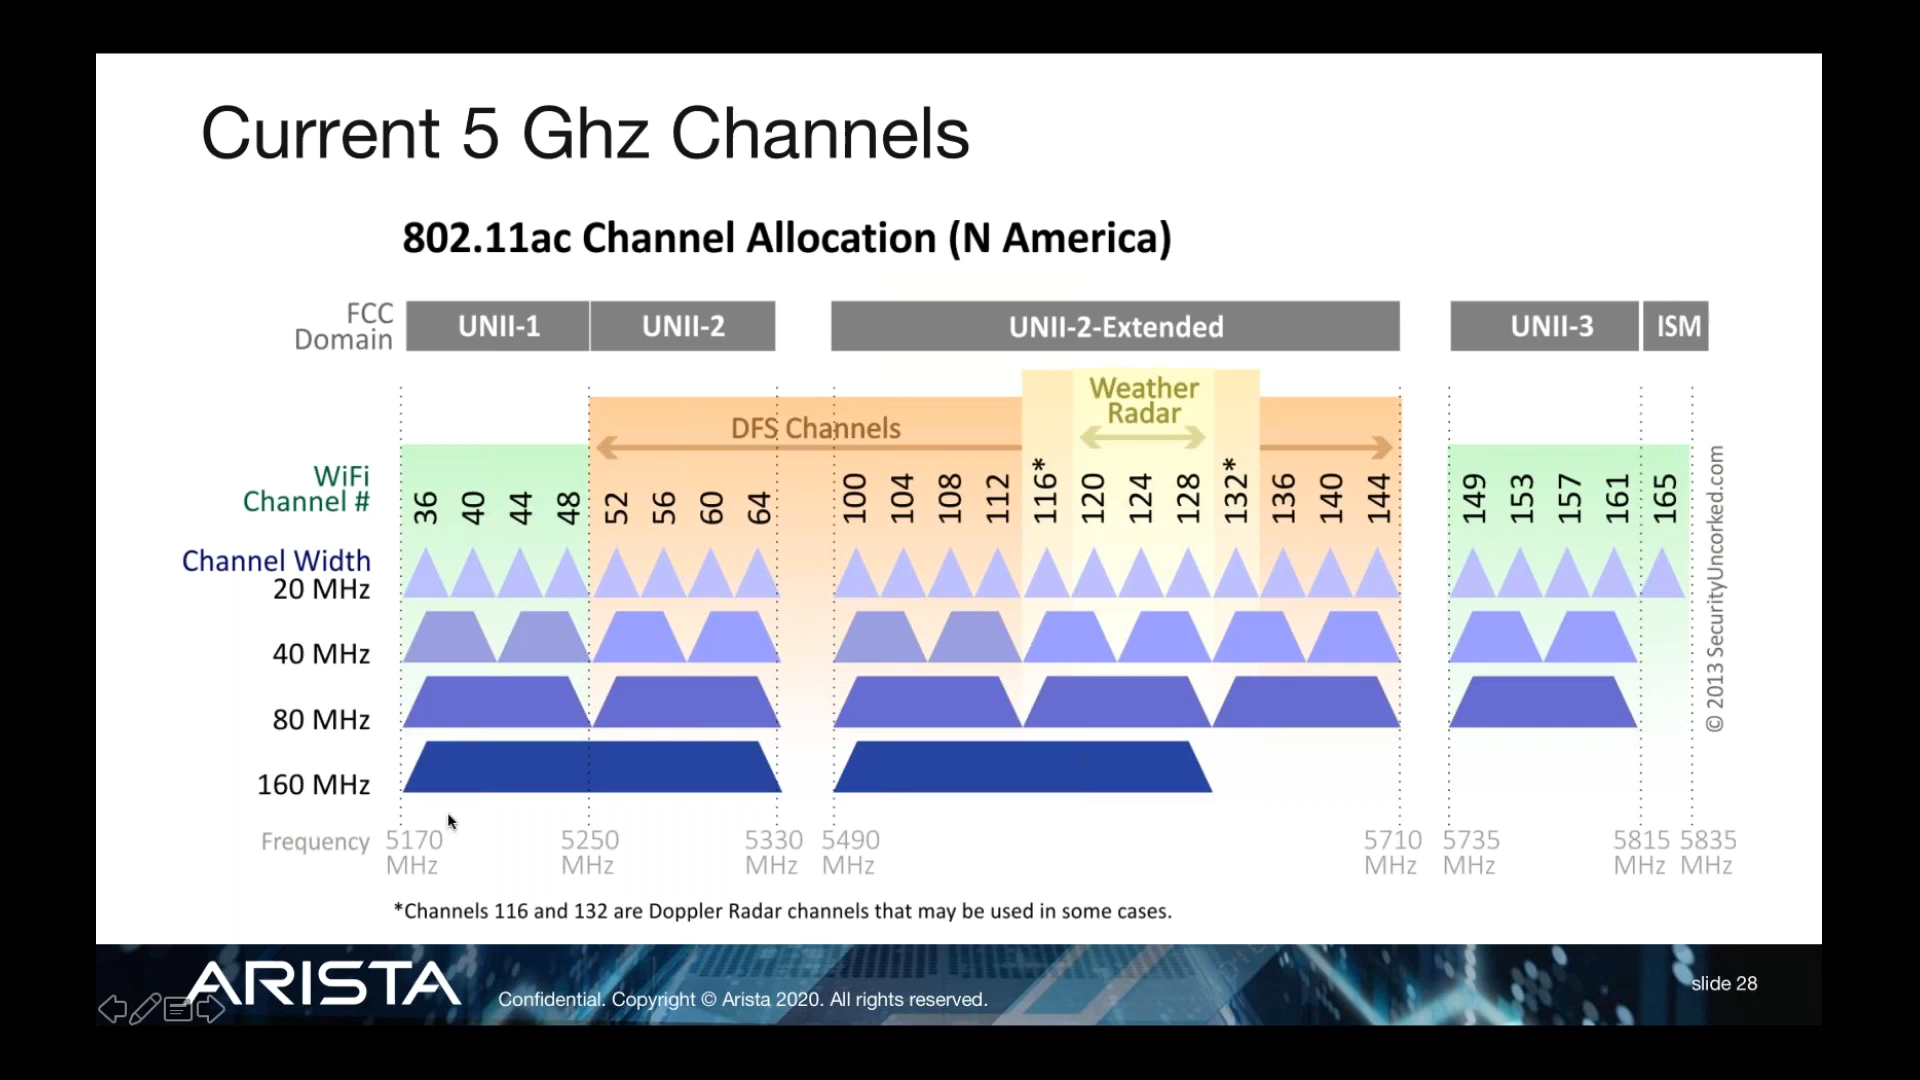 Current 5 Ghz Channels
802.11ac Channel Allocation (N America)
FCC
Domain
UNII-1
UNII-2
UNII-2-Extended
UNII-3
ISM
Weather
Radar
DFS Channels
WiFi
Channel #
36
40
44
48
52
56
60
64
100
104
108
112
116*
120
124
128
132*
136
140
144
149
153
157
161
165
Channel Width
20 MHz
40 MHz
80 MHz
160 MHz
Frequency
5170
MHz
5250
MHz
5330
MHz
5490
MHz
5710
MHz
5735
MHz
5815
MHz
5835
MHz
© 2013 SecurityUncorked.com
*Channels 116 and 132 are Doppler Radar channels that may be used in some cases.
ARISTA
Confidential. Copyright © Arista 2020. All rights reserved.
slide 28